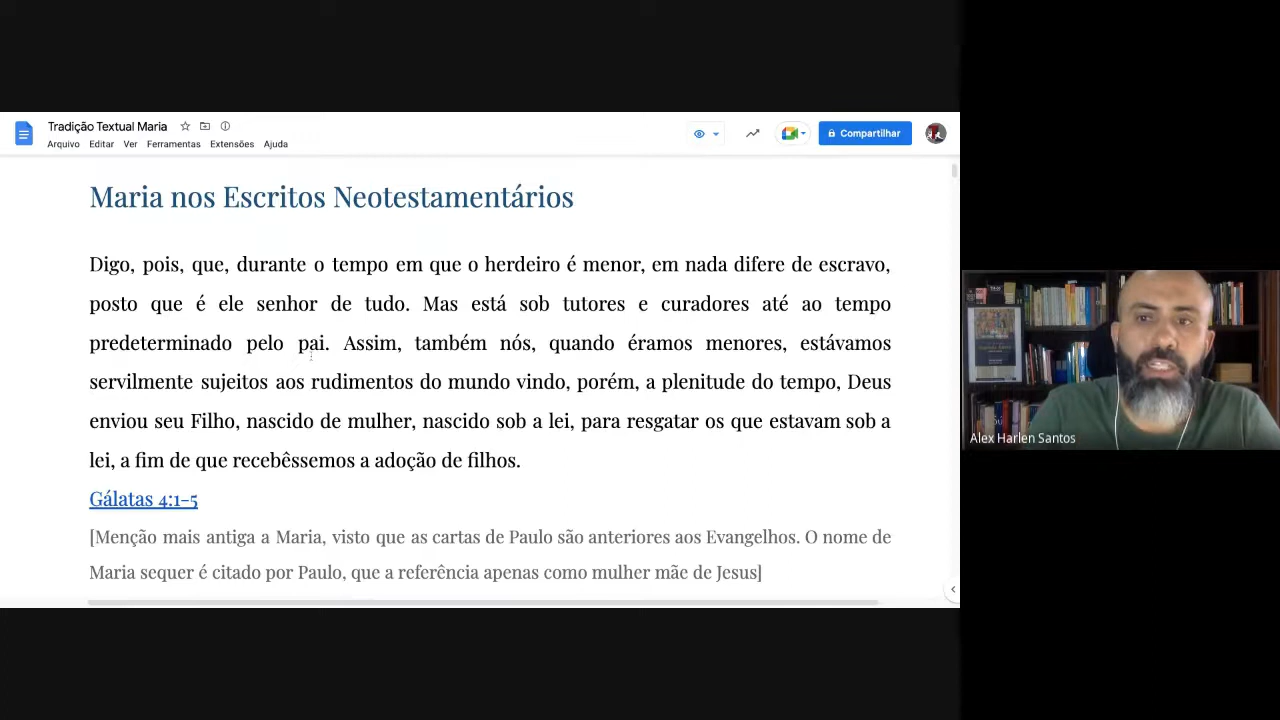 Tradição Textual Maria
Arquivo Editar Ver Ferramentas Extensões Ajuda
Compartilhar
Maria nos Escritos Neotestamentários
Digo, pois, que, durante o tempo em que o herdeiro é menor, em nada difere de escravo,
posto que é ele senhor de tudo. Mas está sob tutores e curadores até ao tempo
predeterminado pelo pai. Assim, também nós, quando éramos menores, estávamos
servilmente sujeitos aos rudimentos do mundo vindo, porém, a plenitude do tempo, Deus
enviou seu Filho, nascido de mulher, nascido sob a lei, para resgatar os que estavam sob a
lei, a fim de que recebêssemos a adoção de filhos.
Gálatas 4:1-5
[Menção mais antiga a Maria, visto que as cartas de Paulo são anteriores aos Evangelhos. O nome de
Maria sequer é citado por Paulo, que a referência apenas como mulher mãe de Jesus]
Alex Harlen Santos